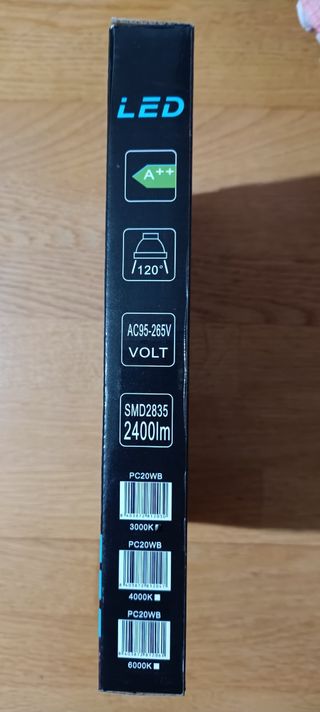 LED
A++
120°
AC95-265V
VOLT
SMD2835
2400lm
PC20WB
3000K
PC20WB
4000K
PC20WB
6000K